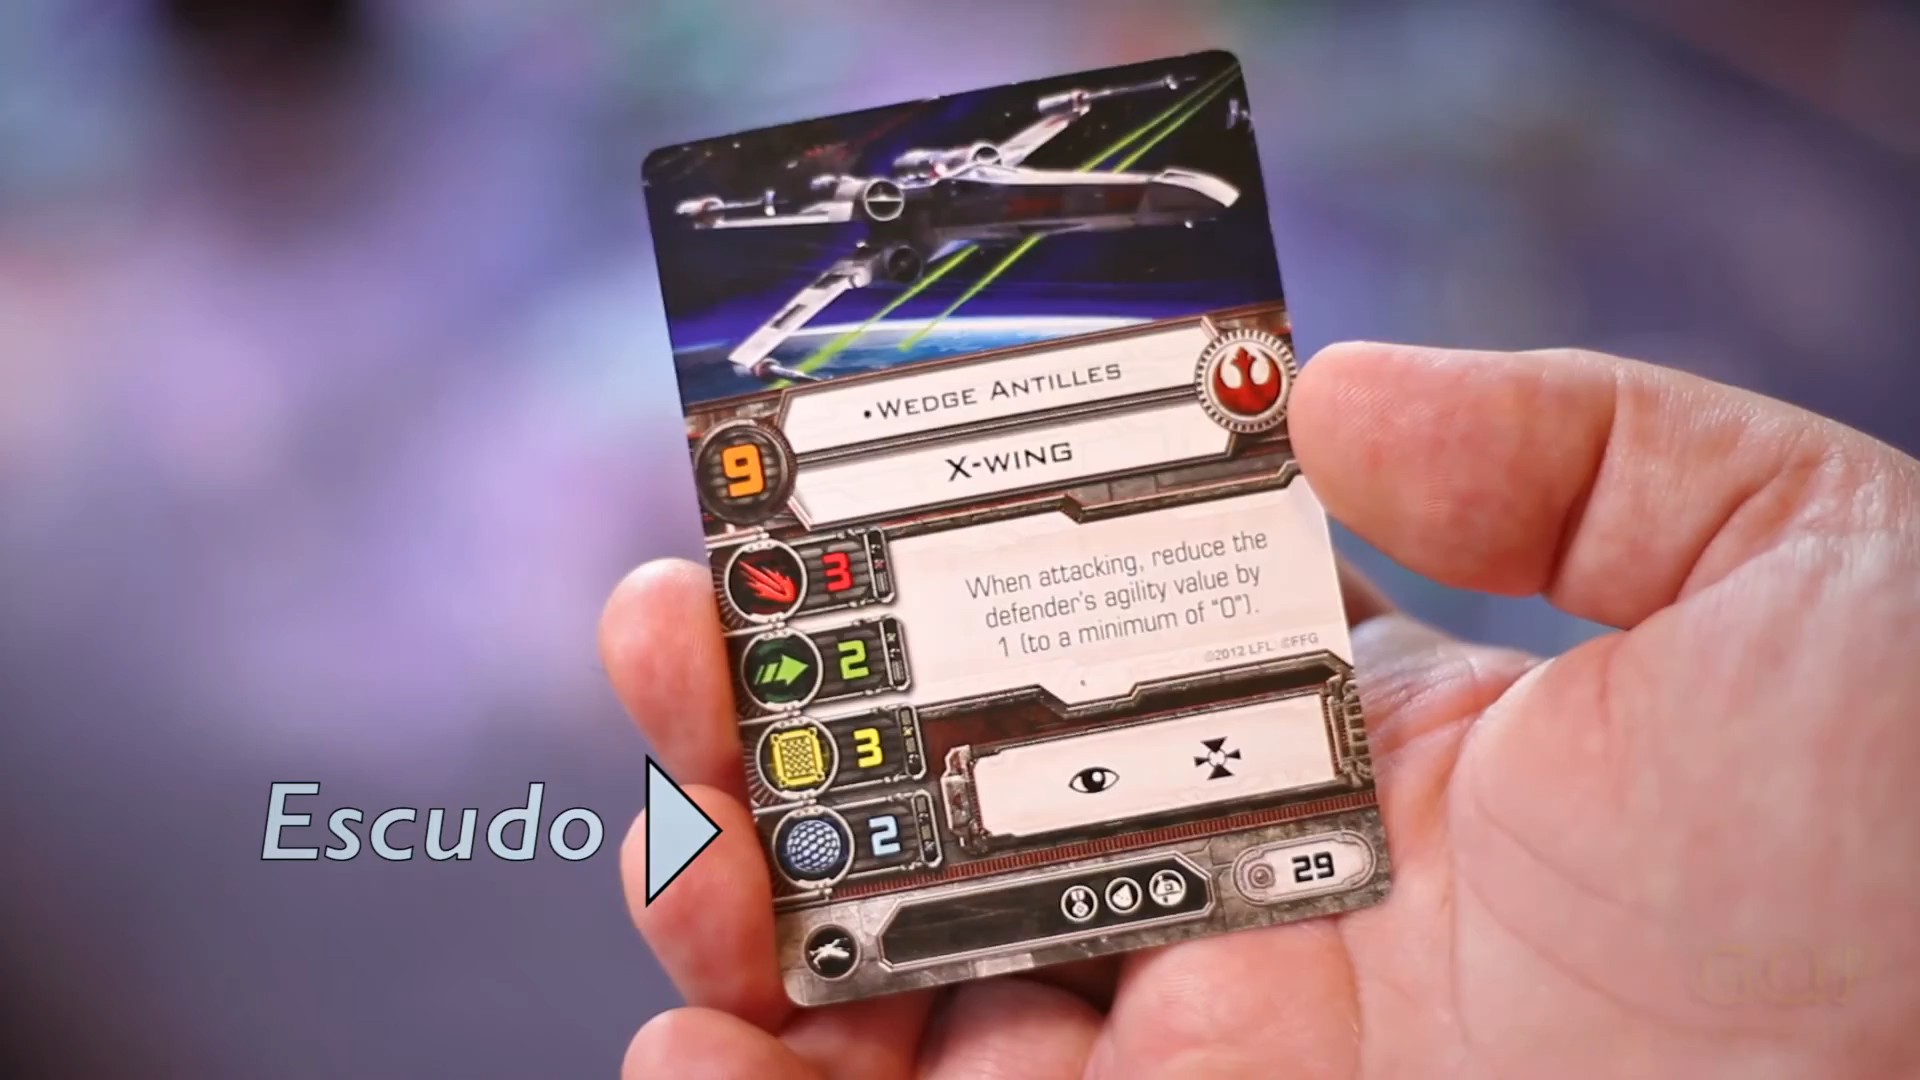 • Wedge Antilles
9
X-WING
3
When attacking, reduce the
defender's agility value by
1 (to a minimum of "0").
©2012 LFL ©FFG
2
3
Escudo
2
29